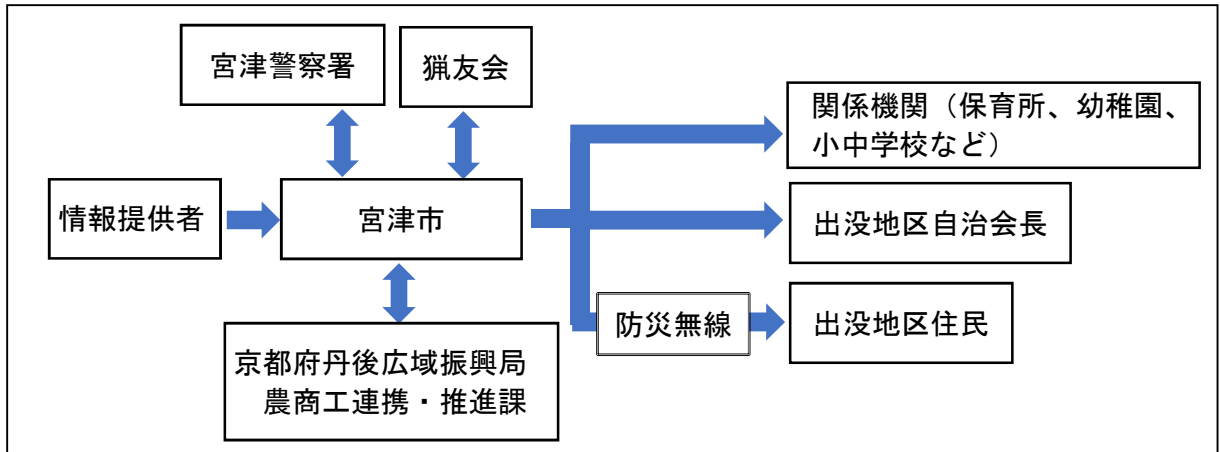 宮津警察署
猟友会
関係機関（保育所、幼稚園、
小中学校など）
情報提供者
宮津市
出没地区自治会長
防災無線
出没地区住民
京都府丹後広域振興局
農商工連携・推進課